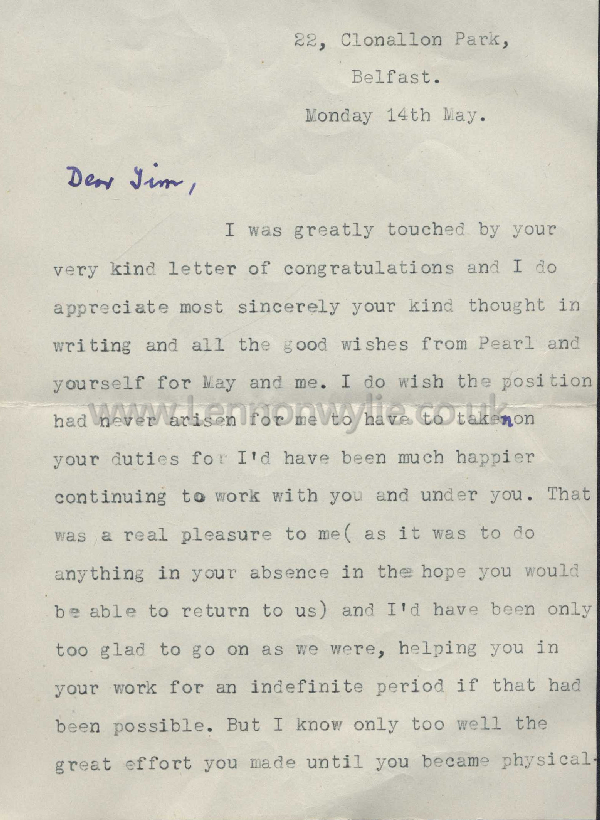 22, Clonallon Park,
Belfast.
Monday 14th May.
Dear Jim,
I was greatly touched by your
very kind letter of congratulations and I do
appreciate most sincerely your kind thought in
writing and all the good wishes from Pearl and
yourself for May and me. I do wish the position
www.Lennonwylie.co.uk
had never arisen for me to have to taken on
your duties for I'd have been much happier
continuing to work with you and under you. That
was a real pleasure to me( as it was to do
anything in your absence in the hope you would
be able to return to us) and I'd have been only
too glad to go on as we were, helping you in
your work for an indefinite period if that had
been possible. But I know only too well the
great effort you made until you became physical-